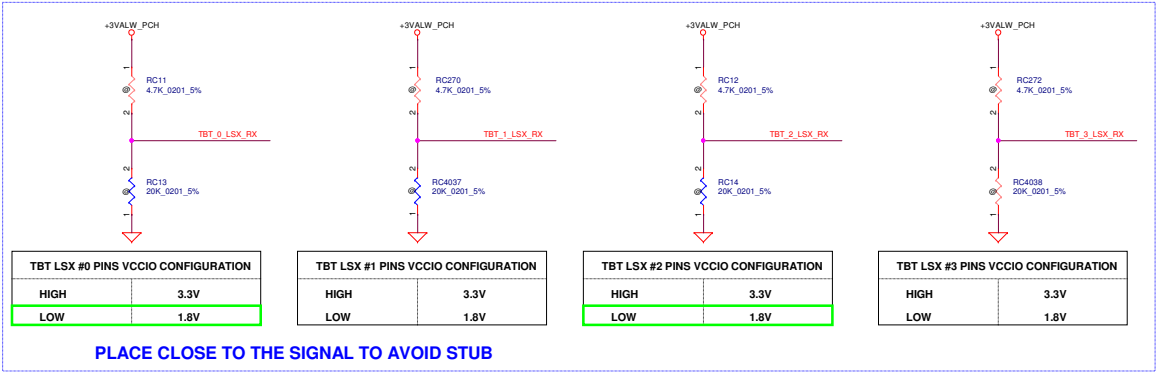 +3VALW_PCH
1
RC11
4.7K_0201_5%
@
2
TBT_0_LSX_RX
2
RC13
20K_0201_5%
@
1
TBT LSX #0 PINS VCCIO CONFIGURATION
HIGH 3.3V
LOW 1.8V
+3VALW_PCH
1
RC270
4.7K_0201_5%
@
2
TBT_1_LSX_RX
2
RC4037
20K_0201_5%
@
1
TBT LSX #1 PINS VCCIO CONFIGURATION
HIGH 3.3V
LOW 1.8V
+3VALW_PCH
1
RC12
4.7K_0201_5%
@
2
TBT_2_LSX_RX
2
RC14
20K_0201_5%
@
1
TBT LSX #2 PINS VCCIO CONFIGURATION
HIGH 3.3V
LOW 1.8V
+3VALW_PCH
1
RC272
4.7K_0201_5%
@
2
TBT_3_LSX_RX
2
RC4038
20K_0201_5%
@
1
TBT LSX #3 PINS VCCIO CONFIGURATION
HIGH 3.3V
LOW 1.8V
PLACE CLOSE TO THE SIGNAL TO AVOID STUB